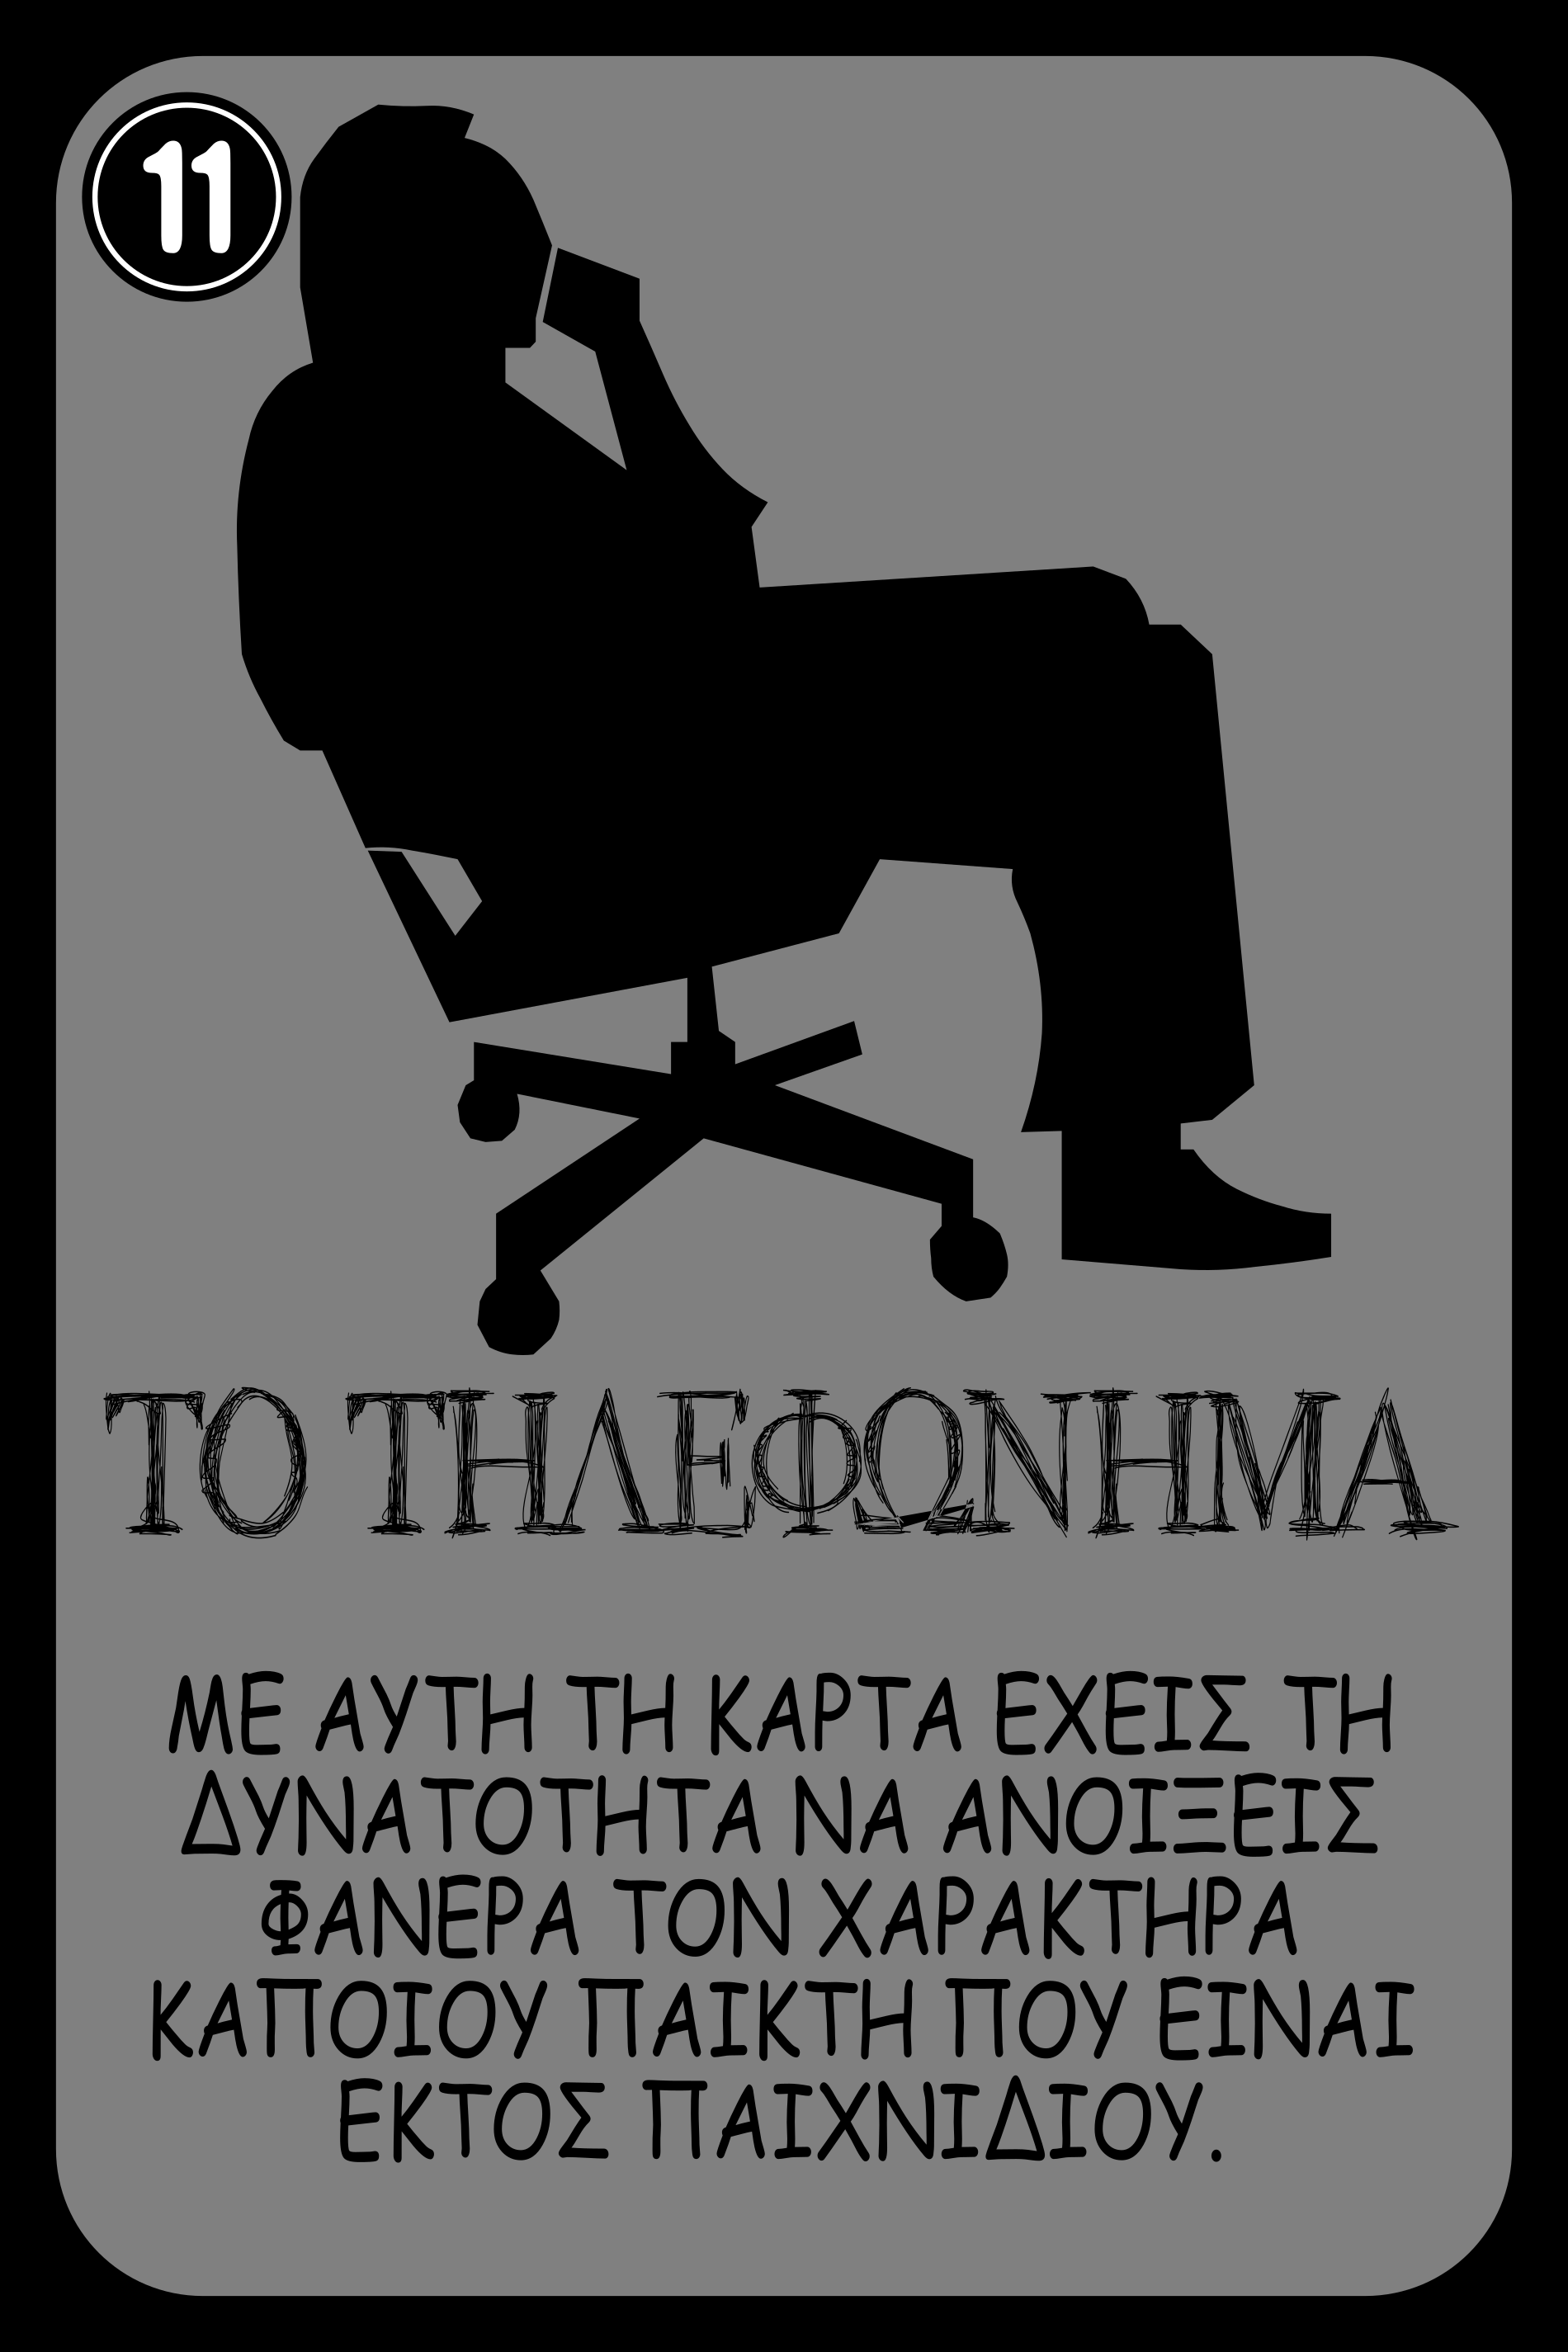 11
ΤΟ ΤΗΛΕΦΩΝΗΜΑ
ΜΕ ΑΥΤΗ ΤΗ ΚΑΡΤΑ ΕΧΕΙΣ ΤΗ
ΔΥΝΑΤΟΤΗΤΑ ΝΑ ΑΝΟΙΞΕΙΣ
ΦΑΝΕΡΑ ΤΟΝ ΧΑΡΑΚΤΗΡΑ
ΚΑΠΟΙΟΥ ΠΑΙΚΤΗ ΠΟΥ ΕΙΝΑΙ
ΕΚΤΟΣ ΠΑΙΧΝΙΔΙΟΥ.